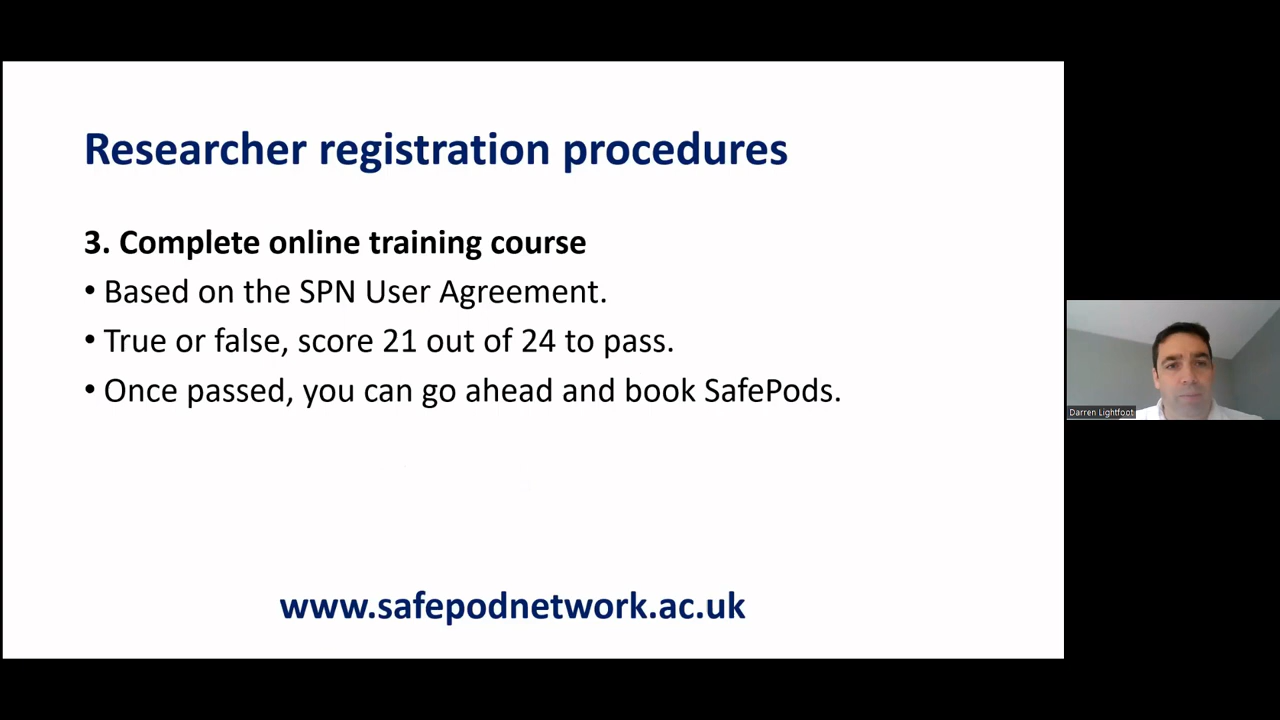 Researcher registration procedures
3. Complete online training course
• Based on the SPN User Agreement.
• True or false, score 21 out of 24 to pass.
• Once passed, you can go ahead and book SafePods.
Darren Lightfoot
www.safepodnetwork.ac.uk